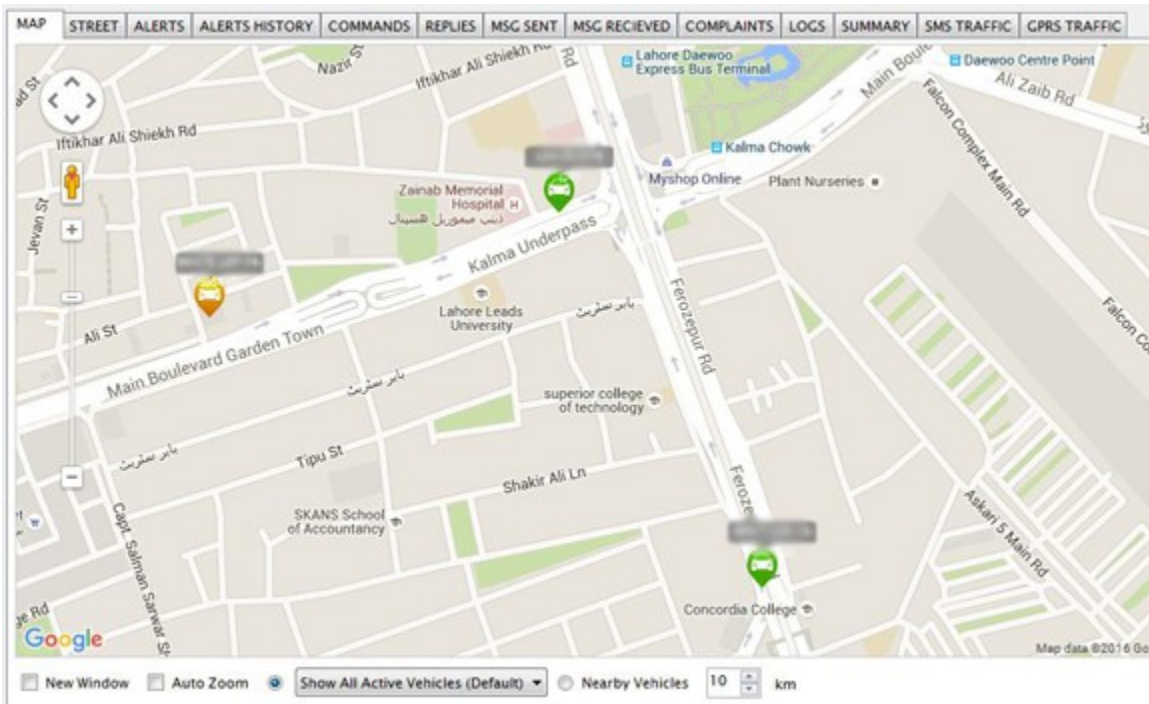 MAP STREET ALERTS ALERTS HISTORY COMMANDS REPLIES MSG SENT MSG RECIEVED COMPLAINTS LOGS SUMMARY SMS TRAFFIC GPRS TRAFFIC
Nazir St
Iftikhar Ali Shiekh Rd
Rd
Lahore Daewoo
Express Bus Terminal
Main Boule
Daewoo Centre Point
Ali Zaib Rd
Iftikhar Ali Shiekh Rd
Kalma Chowk
Falcon Complex Main Rd
Myshop Online
Plant Nurseries
Zainab Memorial
Hospital H
Jevan St
Kalma Underpass
Ali St
Lahore Leads
University
بابر سٹریٹ
Ferozepur Rd
Falcon Co
Main Boulevard Garden Town
بابر سٹریٹ
superior college
of technology
بابر سٹریٹ
Tipu St
Shakir Ali Ln
Feroze
SKANS School
of Accountancy
Capt. Salman Sarwar Sh
Askari 5 Main Rd
ge Rd
Concordia College
Google
Map data ©2016 Go
New Window Auto Zoom Show All Active Vehicles (Default) Nearby Vehicles 10 km